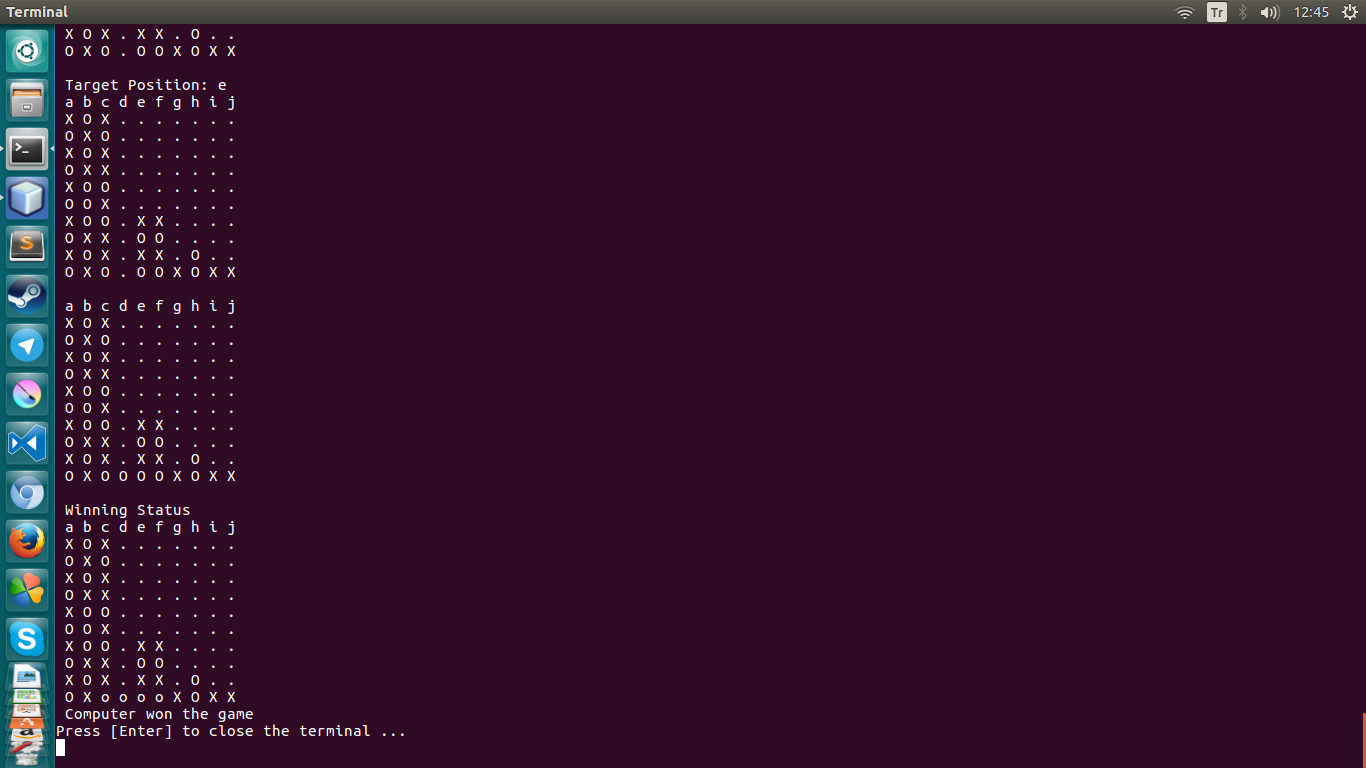 Terminal
Tr
12:45
X O X . X X . O . .
O X O . O O X O X X
Target Position: e
a b c d e f g h i j
X O X . . . . . . .
O X O . . . . . . .
X O X . . . . . . .
O X X . . . . . . .
X O O . . . . . . .
O O X . . . . . . .
X O O . X X . . . .
O X X . O O . . . .
X O X . X X . O . .
O X O . O O X O X X
a b c d e f g h i j
X O X . . . . . . .
O X O . . . . . . .
X O X . . . . . . .
O X X . . . . . . .
X O O . . . . . . .
O O X . . . . . . .
X O O . X X . . . .
O X X . O O . . . .
X O X . X X . O . .
O X O O O O X O X X
Winning Status
a b c d e f g h i j
X O X . . . . . . .
O X O . . . . . . .
X O X . . . . . . .
O X X . . . . . . .
X O O . . . . . . .
O O X . . . . . . .
X O O . X X . . . .
O X X . O O . . . .
X O X . X X . O . .
O X o o o o X O X X
Computer won the game
Press [Enter] to close the terminal ...